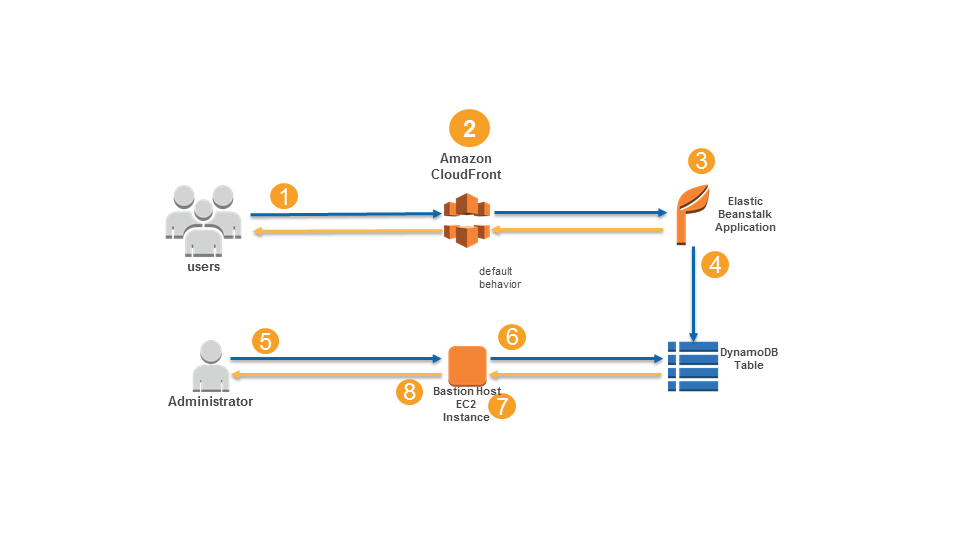 2
Amazon
CloudFront
3
1
Elastic
Beanstalk
Application
users
4
default
behavior
5
6
DynamoDB
Table
8
Bastion Host
EC2
Instance
7
Administrator